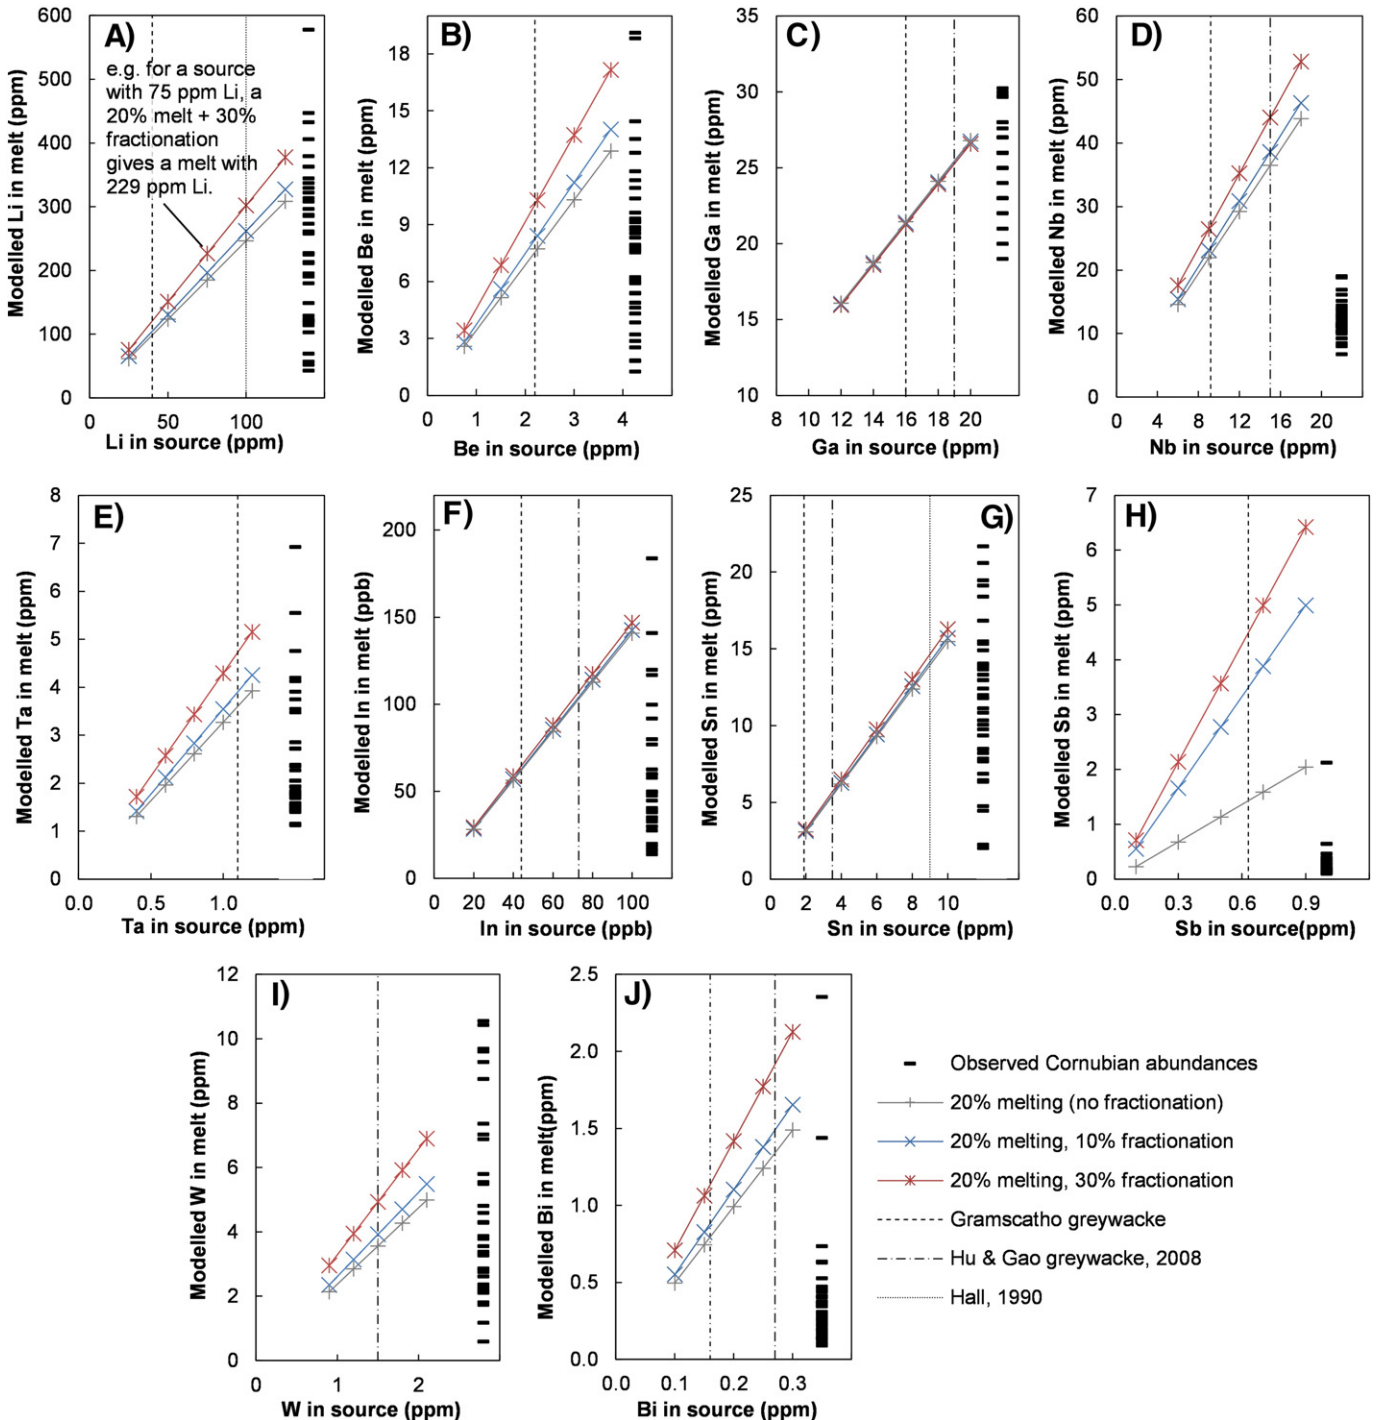 A)
e.g. for a source
with 75 ppm Li, a
20% melt + 30%
fractionation
gives a melt with
229 ppm Li.
Modelled Li in melt (ppm)
600
500
400
300
200
100
0
0 50 100
Li in source (ppm)
B)
Modelled Be in melt (ppm)
18
15
12
9
6
3
0
0 1 2 3 4
Be in source (ppm)
C)
Modelled Ga in melt (ppm)
35
30
25
20
15
10
8 10 12 14 16 18 20
Ga in source (ppm)
D)
Modelled Nb in melt (ppm)
60
50
40
30
20
10
0
0 4 8 12 16 20
Nb in source (ppm)
E)
Modelled Ta in melt (ppm)
8
7
6
5
4
3
2
1
0
0.0 0.5 1.0
Ta in source (ppm)
F)
Modelled In in melt (ppb)
200
150
100
50
0
0 20 40 60 80 100
In in source (ppb)
G)
Modelled Sn in melt (ppm)
25
20
15
10
5
0
0 2 4 6 8 10
Sn in source (ppm)
H)
Modelled Sb in melt (ppm)
7
6
5
4
3
2
1
0
0.0 0.3 0.6 0.9
Sb in source(ppm)
I)
Modelled W in melt (ppm)
12
10
8
6
4
2
0
0 1 2
W in source (ppm)
J)
Modelled Bi in melt(ppm)
2.5
2.0
1.5
1.0
0.5
0.0
0.0 0.1 0.2 0.3
Bi in source (ppm)
Observed Cornubian abundances
20% melting (no fractionation)
20% melting, 10% fractionation
20% melting, 30% fractionation
Gramscatho greywacke
Hu & Gao greywacke, 2008
Hall, 1990